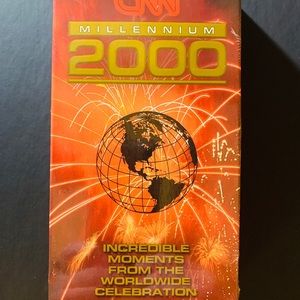 CNN
MILLENNIUM
2000
INCREDIBLE
MOMENTS
FROM THE
WORLDWIDE
CELEBRATION